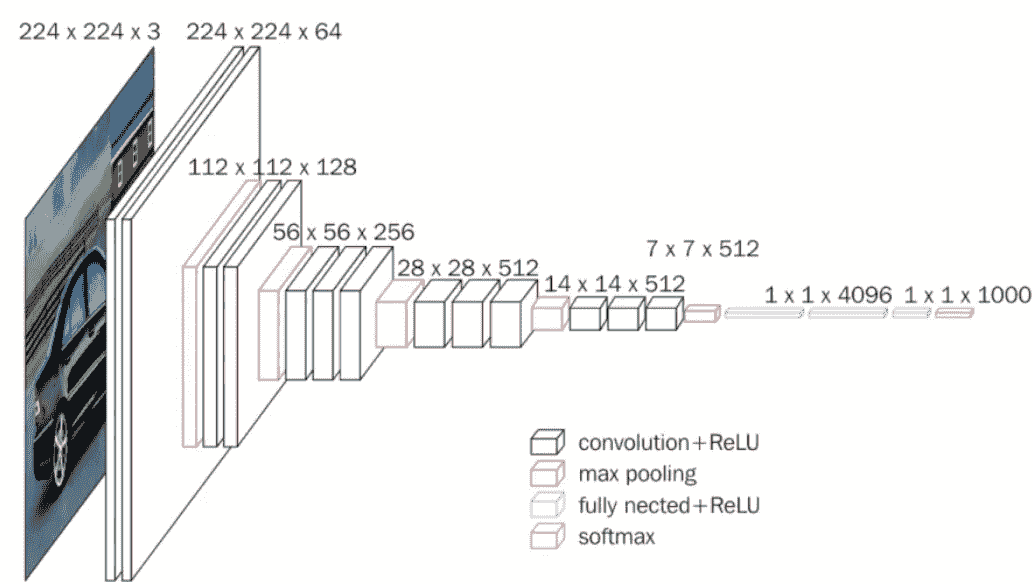 224 x 224 x 3
224 x 224 x 64
112 x 112 x 128
56 x 56 x 256
28 x 28 x 512
14 x 14 x 512
7 x 7 x 512
1 x 1 x 4096
1 x 1 x 1000
convolution+ReLU
max pooling
fully nected+ReLU
softmax